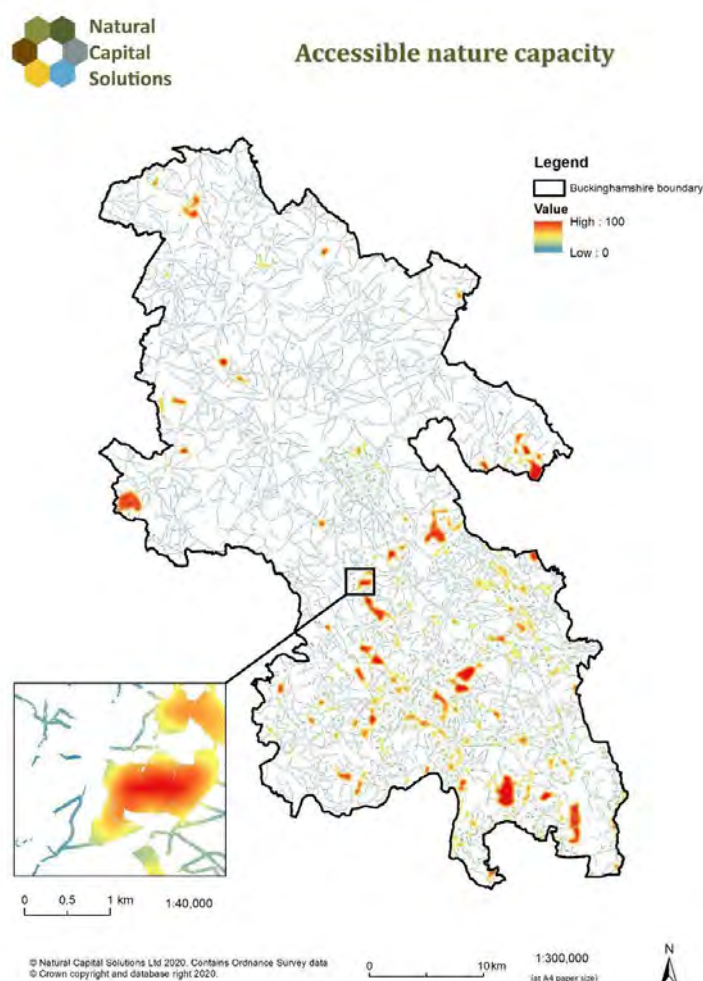 Natural
Capital
Solutions
Accessible nature capacity
Legend
Buckinghamshire boundary
Value
High : 100
Low : 0
0 0.5 1 km 1:40,000
© Natural Capital Solutions Ltd 2020. Contains Ordnance Survey data
© Crown copyright and database right 2020.
0 10km
1:300,000
(at A4 paper size)
N